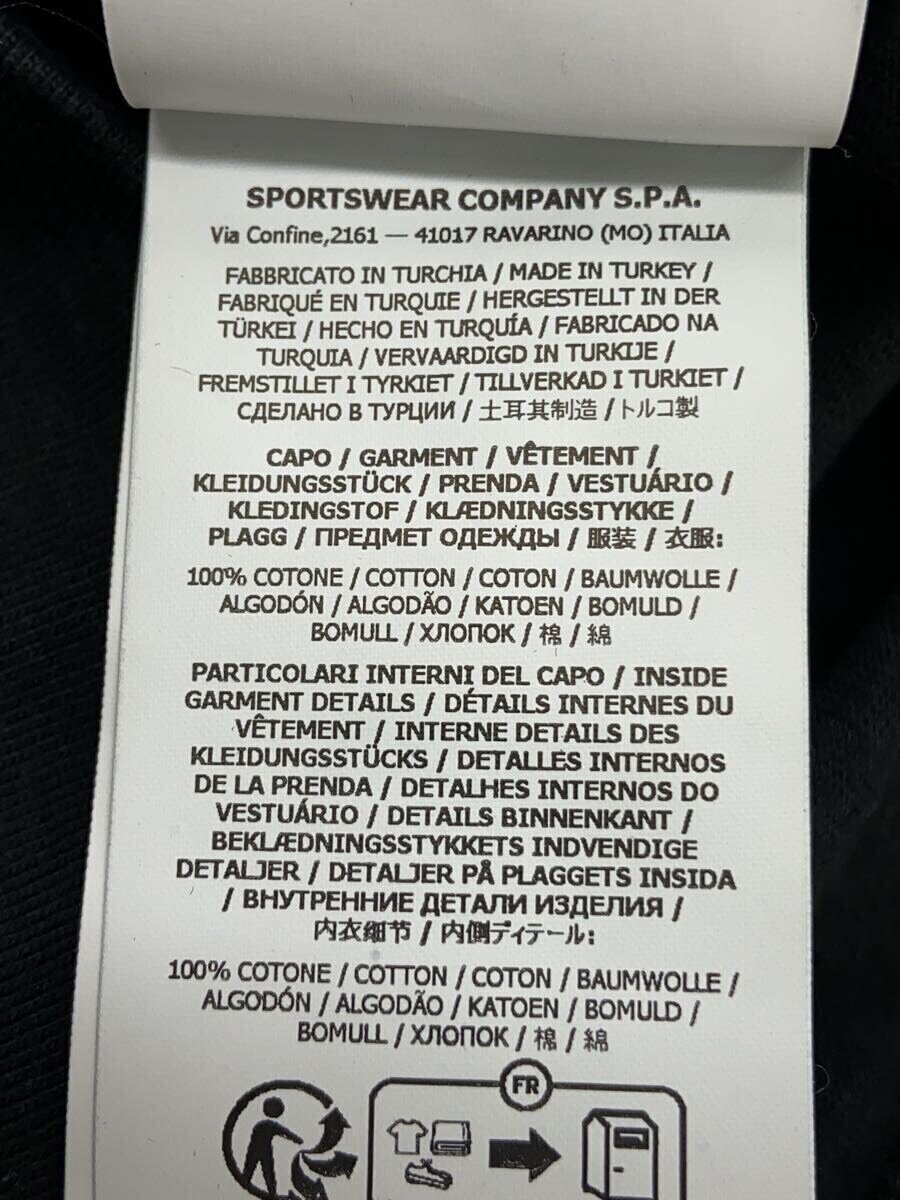 SPORTSWEAR COMPANY S.P.A.
Via Confine,2161 — 41017 RAVARINO (MO) ITALIA
FABBRICATO IN TURCHIA / MADE IN TURKEY /
FABRIQUÉ EN TURQUIE / HERGESTELLT IN DER
TÜRKEI / HECHO EN TURQUÍA / FABRICADO NA
TURQUIA / VERVAARDIGD IN TURKIJE /
FREMSTILLET I TYRKIET / TILLVERKAD I TURKIET /
СДЕЛАНО В ТУРЦИИ / 土耳其制造 / トルコ製
CAPO / GARMENT / VÊTEMENT /
KLEIDUNGSSTÜCK / PRENDA / VESTUÁRIO /
KLEDINGSTOF / KLÆDNINGSSTYKKE /
PLAGG / ПРЕДМЕТ ОДЕЖДЫ / 服装 / 衣服:
100% COTONE / COTTON / COTON / BAUMWOLLE /
ALGODÓN / ALGODÃO / KATOEN / BOMULD /
BOMULL / ХЛОПОК / 棉 / 綿
PARTICOLARI INTERNI DEL CAPO / INSIDE
GARMENT DETAILS / DÉTAILS INTERNES DU
VÊTEMENT / INTERNE DETAILS DES
KLEIDUNGSSTÜCKS / DETALLES INTERNOS
DE LA PRENDA / DETALHES INTERNOS DO
VESTUÁRIO / DETAILS BINNENKANT /
BEKLÆDNINGSSTYKKETS INDVENDIGE
DETALJER / DETALJER PÅ PLAGGETS INSIDA
/ ВНУТРЕННИЕ ДЕТАЛИ ИЗДЕЛИЯ /
内衣细节 / 内側ディテール:
100% COTONE / COTTON / COTON / BAUMWOLLE /
ALGODÓN / ALGODÃO / KATOEN / BOMULD /
BOMULL / ХЛОПОК / 棉 / 綿
FR